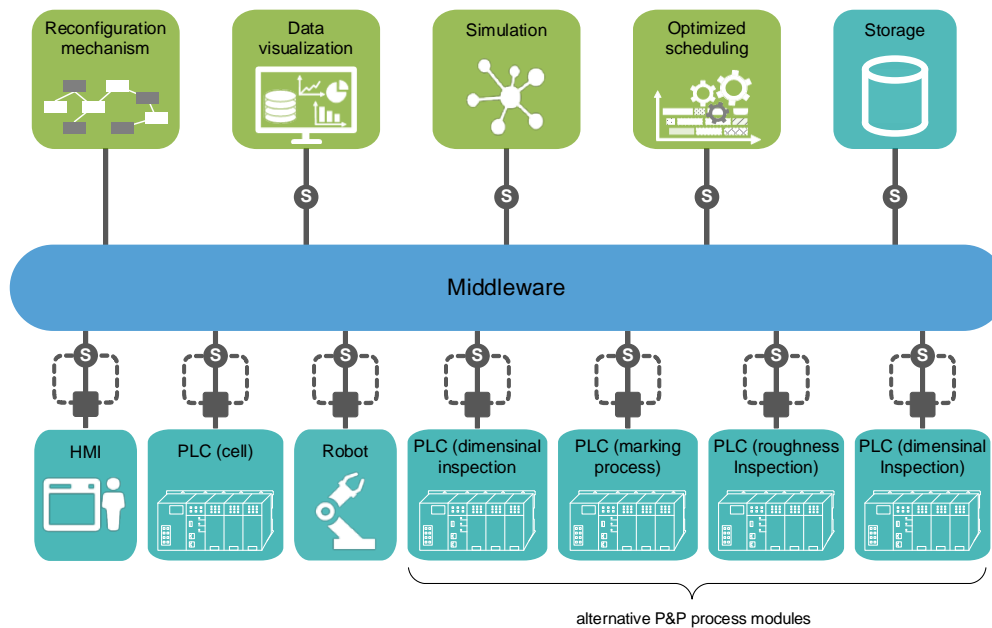 Reconfiguration
mechanism
Data
visualization
Simulation
Optimized
scheduling
Storage
S
S
S
S
Middleware
S
S
S
S
S
S
S
HMI
PLC (cell)
Robot
PLC (dimensinal
inspection
PLC (marking
process)
PLC (roughness
Inspection)
PLC (dimensinal
Inspection)
alternative P&P process modules